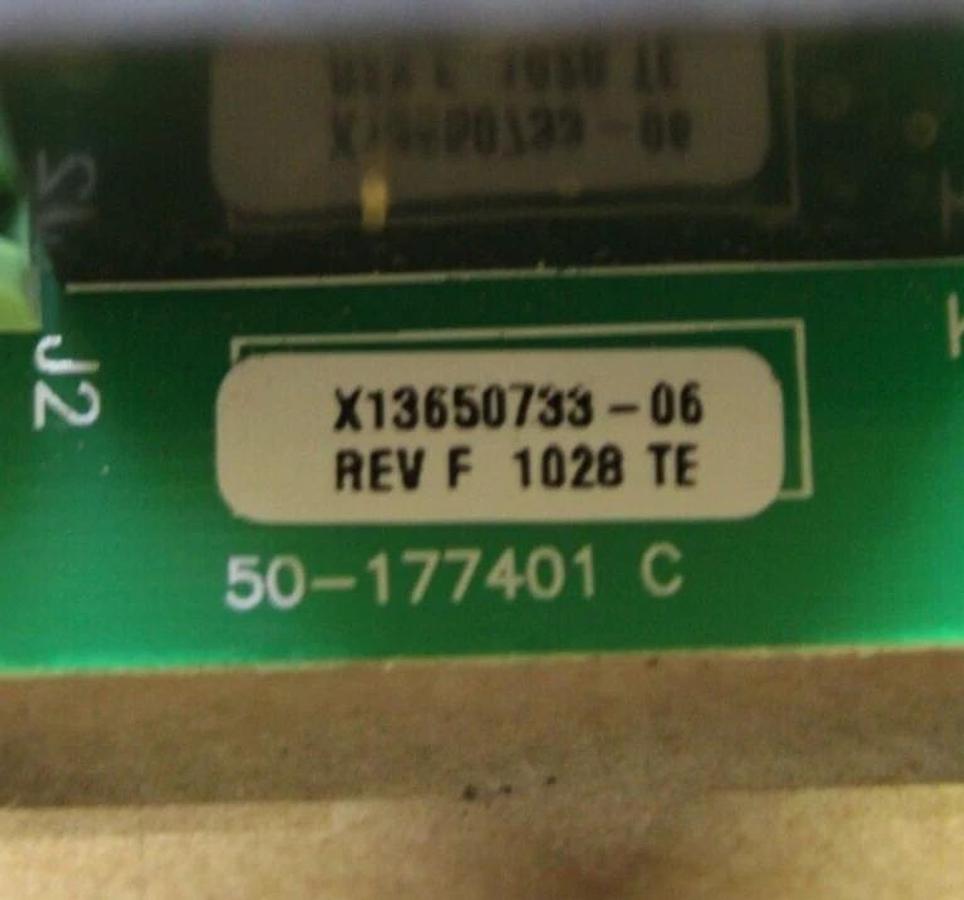 J2
X13650733-06
REV F 1028 TE
50-177401 C